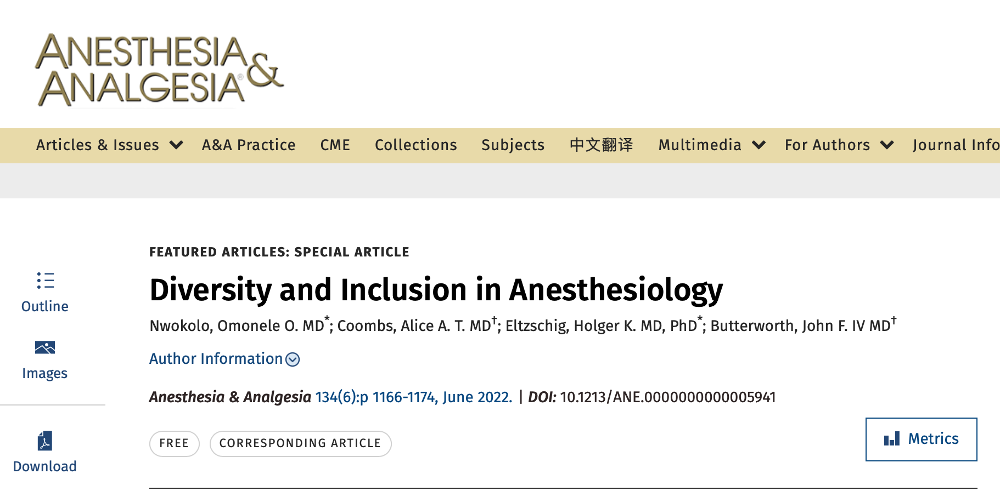 ANESTHESIA &
ANALGESIA®
Articles & Issues A&A Practice CME Collections Subjects 中文翻译 Multimedia For Authors Journal Info
FEATURED ARTICLES: SPECIAL ARTICLE
Diversity and Inclusion in Anesthesiology
Nwokolo, Omonele O. MD*; Coombs, Alice A. T. MD†; Eltzschig, Holger K. MD, PhD*; Butterworth, John F. IV MD†
Author Information
Anesthesia & Analgesia 134(6):p 1166-1174, June 2022. | DOI: 10.1213/ANE.0000000000005941
FREE CORRESPONDING ARTICLE
Outline
Images
Download
Metrics